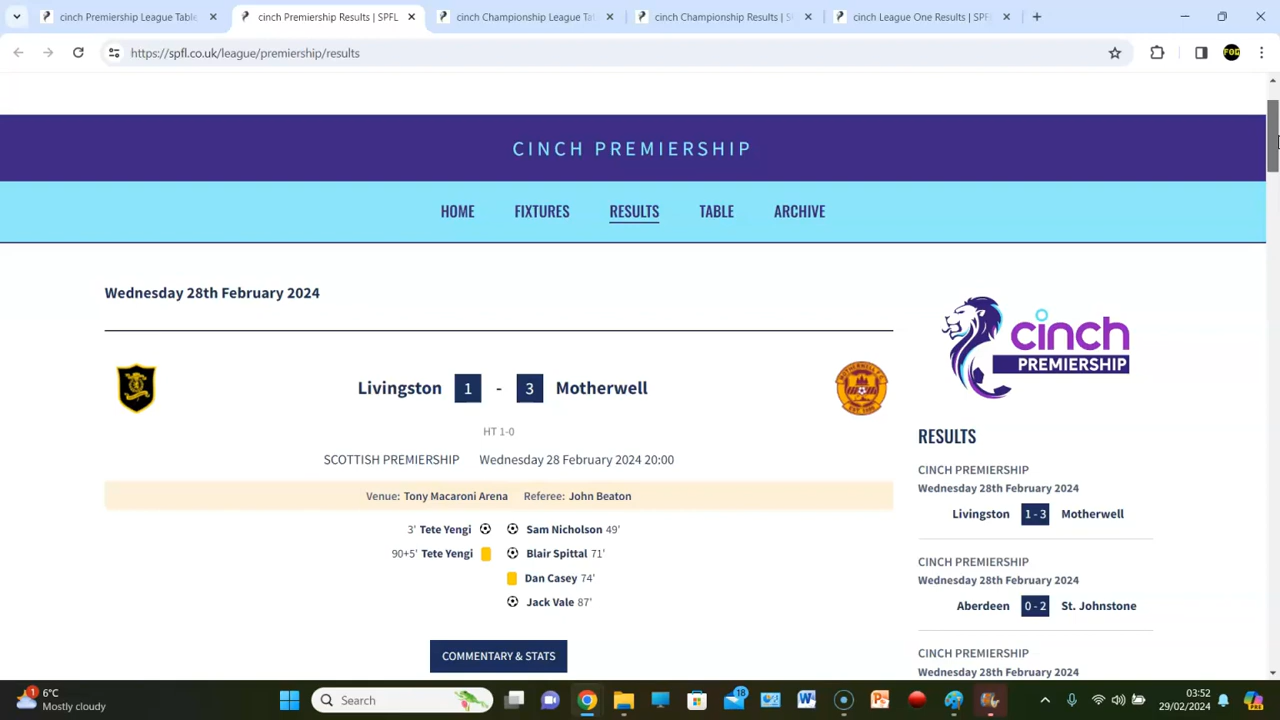 cinch Premiership League Table
cinch Premiership Results | SPFL
cinch Championship League Ta
cinch Championship Results | S
cinch League One Results | SPF
https://spfl.co.uk/league/premiership/results
FOG
CINCH PREMIERSHIP
HOME FIXTURES RESULTS TABLE ARCHIVE
Wednesday 28th February 2024
cinch
PREMIERSHIP
Livingston 1 - 3 Motherwell
HT 1-0
SCOTTISH PREMIERSHIP Wednesday 28 February 2024 20:00
Venue: Tony Macaroni Arena Referee: John Beaton
3' Tete Yengi Sam Nicholson 49'
90+5' Tete Yengi Blair Spittal 71'
Dan Casey 74'
Jack Vale 87'
COMMENTARY & STATS
RESULTS
CINCH PREMIERSHIP
Wednesday 28th February 2024
Livingston 1 - 3 Motherwell
CINCH PREMIERSHIP
Wednesday 28th February 2024
Aberdeen 0 - 2 St. Johnstone
CINCH PREMIERSHIP
Wednesday 28th February 2024
1
6°C
Mostly cloudy
Search
18
03:52
29/02/2024